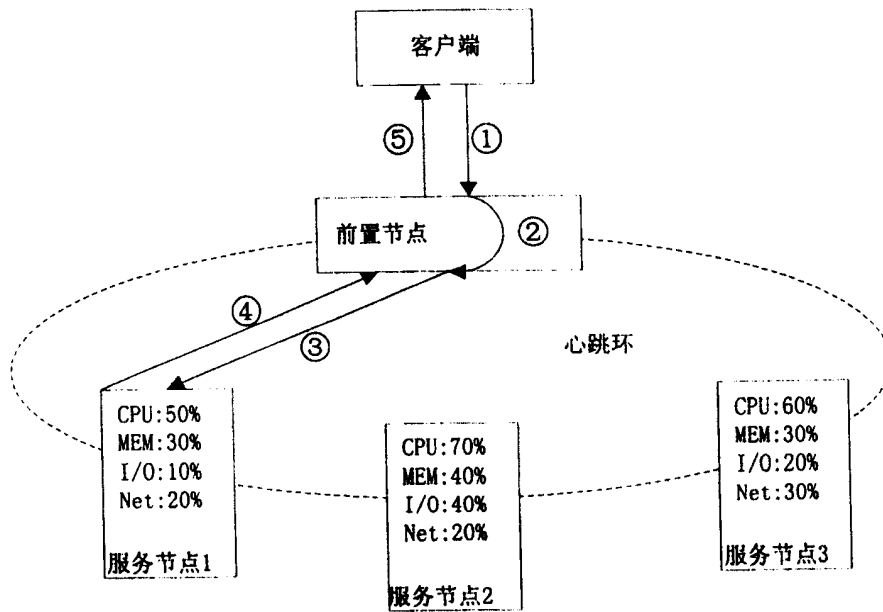 客户端
⑤
①
前置节点
②
④
③
心跳环
CPU:50%
MEM:30%
I/O:10%
Net:20%
服务节点1
CPU:70%
MEM:40%
I/O:40%
Net:20%
服务节点2
CPU:60%
MEM:30%
I/O:20%
Net:30%
服务节点3